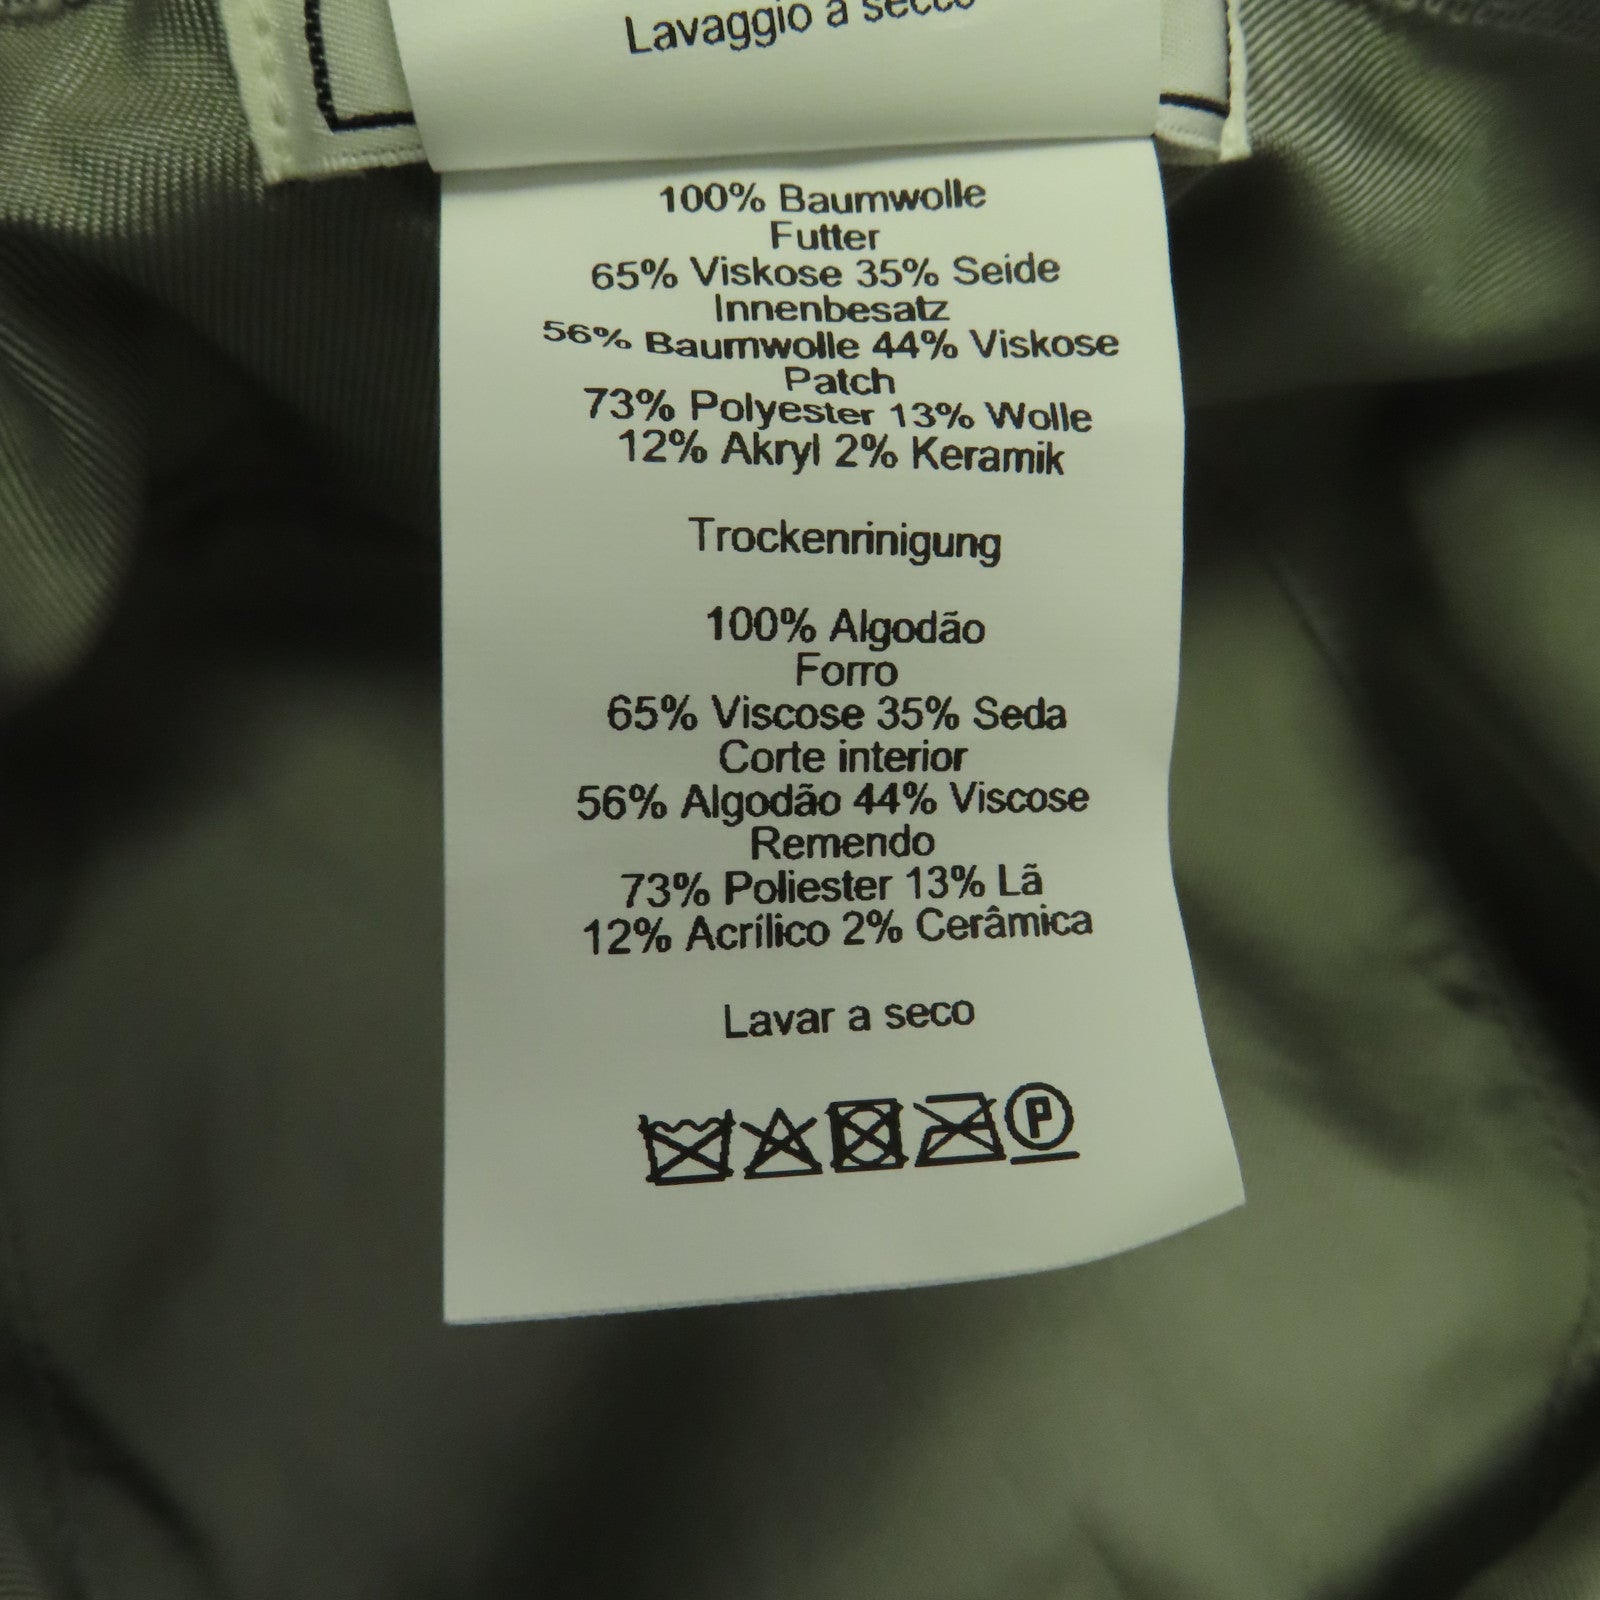 Lavaggio a secco
100% Baumwolle
Futter
65% Viskose 35% Seide
Innenbesatz
56% Baumwolle 44% Viskose
Patch
73% Polyester 13% Wolle
12% Akryl 2% Keramik
Trockenrinigung
100% Algodão
Forro
65% Viscose 35% Seda
Corte interior
56% Algodão 44% Viscose
Remendo
73% Poliester 13% Lã
12% Acrílico 2% Cerâmica
Lavar a seco
P